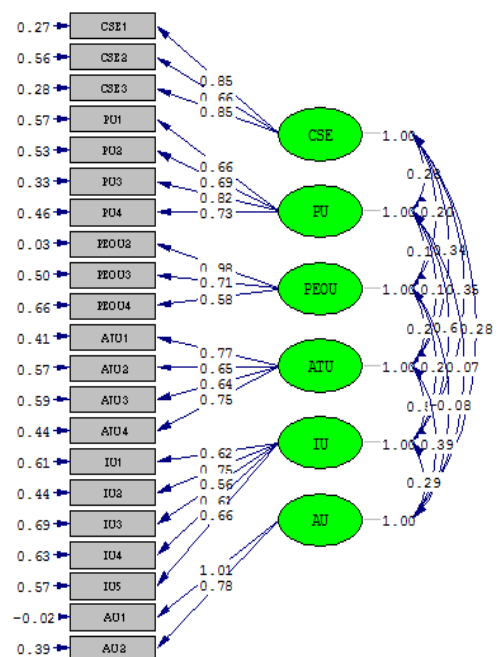 0.27 CSE1
0.56 CSE2
0.28 CSE3
0.57 PU1
0.53 PU2
0.33 PU3
0.46 PU4
0.03 PEOU2
0.50 PEOU3
0.66 PEOU4
0.41 ATU1
0.57 ATU2
0.59 ATU3
0.44 ATU4
0.61 IU1
0.44 IU2
0.69 IU3
0.63 IU4
0.57 IU5
-0.02 AU1
0.39 AU2
0.85
0.66
0.85
0.66
0.69
0.82
0.73
0.98
0.71
0.58
0.77
0.65
0.64
0.75
0.62
0.75
0.56
0.61
0.66
1.01
0.78
CSE 1.00
PU 1.00
PEOU 1.00
ATU 1.00
IU 1.00
AU 1.00
0.34
0.35
0.28
0.07
-0.08
0.39
0.29